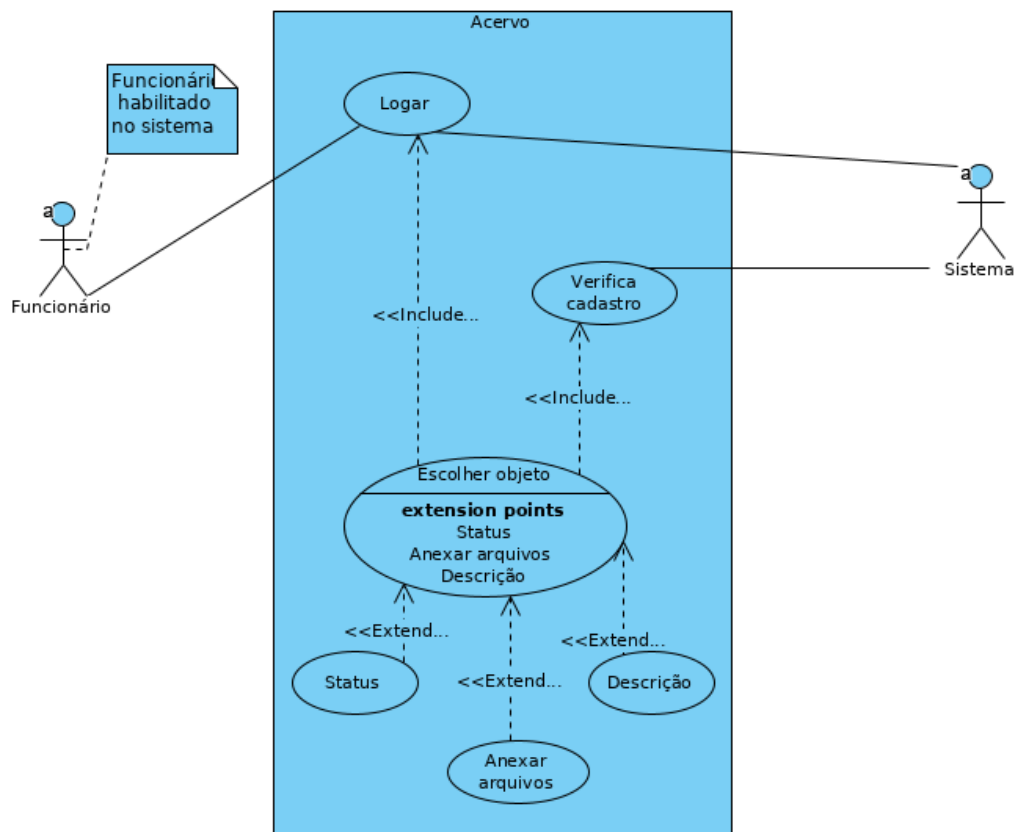 Acervo
Funcionári
habilitado
no sistema
Logar
a
a
Funcionário
Sistema
Verifica
cadastro
<<Include...
<<Include...
Escolher objeto
extension points
Status
Anexar arquivos
Descrição
<<Extend...
<<Extend...
<<Extend...
Status
Descrição
Anexar
arquivos